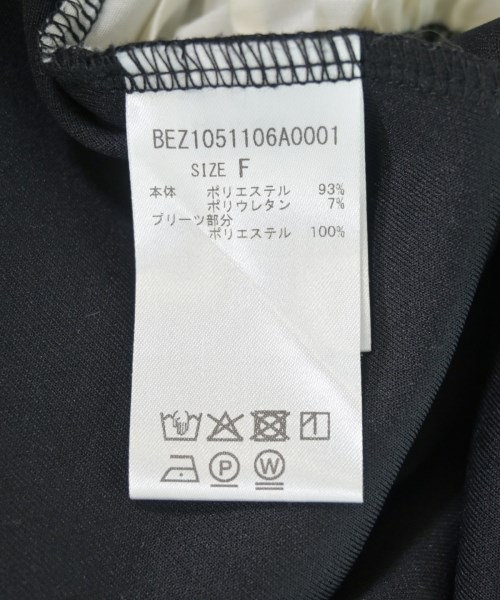 BEZ1051106A0001
SIZE F
本体 ポリエステル 93%
ポリウレタン 7%
プリーツ部分
ポリエステル 100%
P W